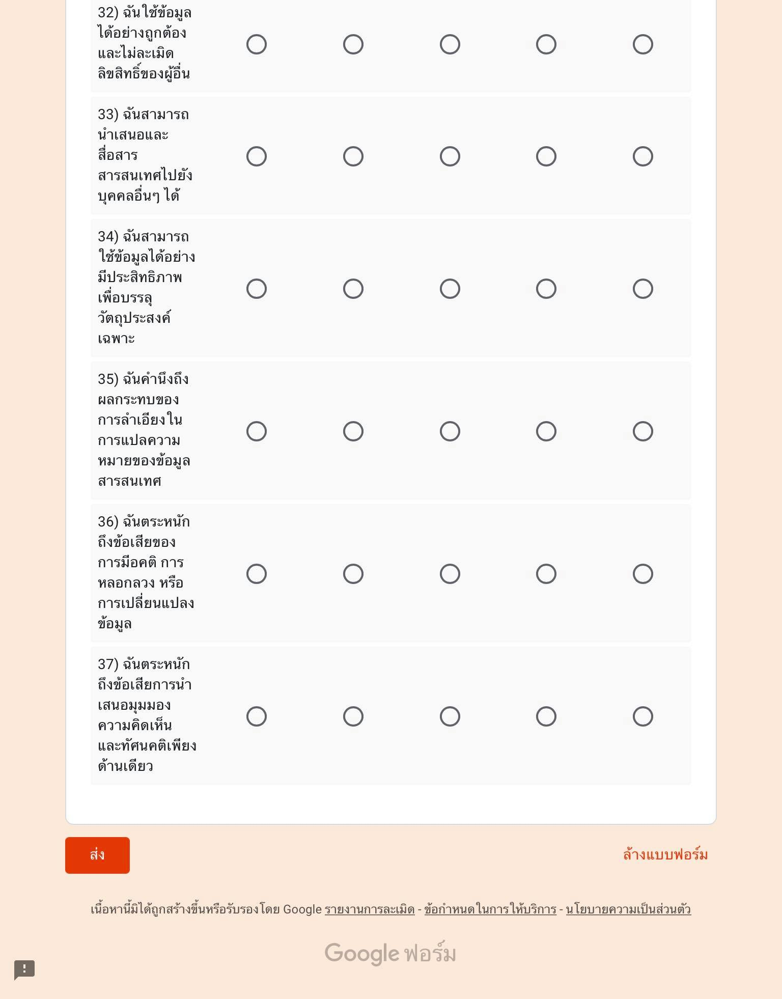 32) ฉันใช้ข้อมูล
ได้อย่างถูกต้อง
และไม่ละเมิด
ลิขสิทธิ์ของผู้อื่น
33) ฉันสามารถ
นำเสนอและ
สื่อสาร
สารสนเทศไปยัง
บุคคลอื่นๆ ได้
34) ฉันสามารถ
ใช้ข้อมูลได้อย่าง
มีประสิทธิภาพ
เพื่อบรรลุ
วัตถุประสงค์
เฉพาะ
35) ฉันคำนึงถึง
ผลกระทบของ
การลำเอียงใน
การแปลความ
หมายของข้อมูล
สารสนเทศ
36) ฉันตระหนัก
ถึงข้อเสียของ
การมีอคติ การ
หลอกลวง หรือ
การเปลี่ยนแปลง
ข้อมูล
37) ฉันตระหนัก
ถึงข้อเสียการนำ
เสนอมุมมอง
ความคิดเห็น
และทัศนคติเพียง
ด้านเดียว
ส่ง
ล้างแบบฟอร์ม
เนื้อหานี้มิได้ถูกสร้างขึ้นหรือรับรองโดย Google รายงานการละเมิด - ข้อกำหนดในการให้บริการ - นโยบายความเป็นส่วนตัว
Google ฟอร์ม